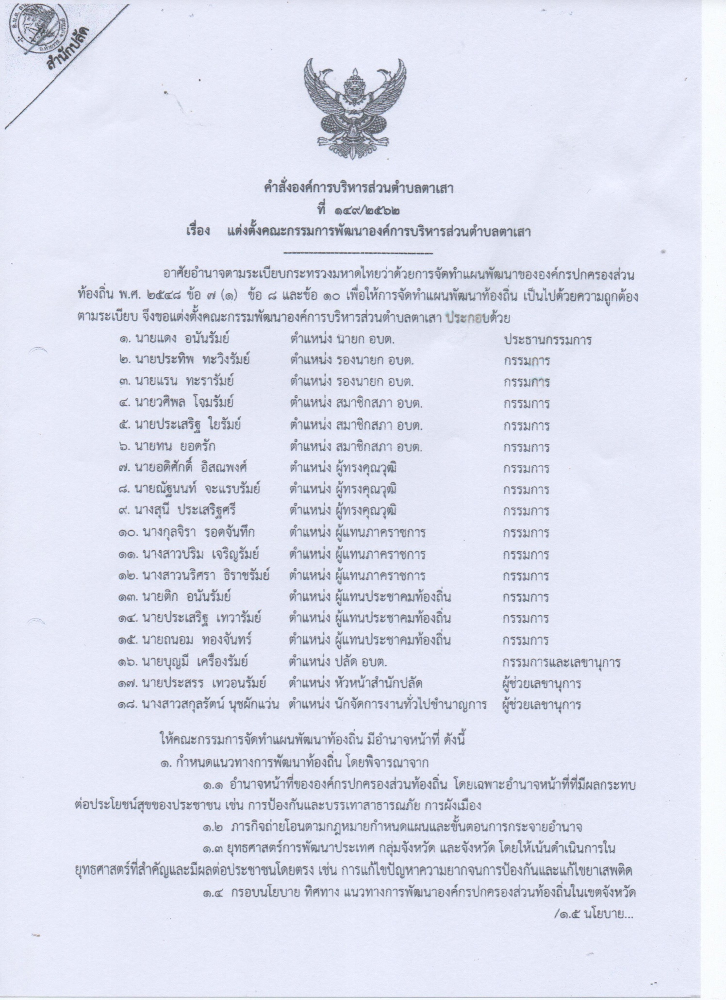 สำนักปลัด
คำสั่งองค์การบริหารส่วนตำบลตาเสา
ที่ ๑๔๙/๒๕๖๒
เรื่อง แต่งตั้งคณะกรรมการพัฒนาองค์การบริหารส่วนตำบลตาเสา
อาศัยอำนาจตามระเบียบกระทรวงมหาดไทยว่าด้วยการจัดทำแผนพัฒนาขององค์กรปกครองส่วน
ท้องถิ่น พ.ศ. ๒๕๔๘ ข้อ ๗ (๑) ข้อ ๘ และข้อ ๑๐ เพื่อให้การจัดทำแผนพัฒนาท้องถิ่น เป็นไปด้วยความถูกต้อง
ตามระเบียบ จึงขอแต่งตั้งคณะกรรมพัฒนาองค์การบริหารส่วนตำบลตาเสา ประกอบด้วย
๑. นายแดง อนันรัมย์ ตำแหน่ง นายก อบต. ประธานกรรมการ
๒. นายประทิพ ทะวิงรัมย์ ตำแหน่ง รองนายก อบต. กรรมการ
๓. นายแรน ทะรารัมย์ ตำแหน่ง รองนายก อบต. กรรมการ
๔. นายวศิพล โจมรัมย์ ตำแหน่ง สมาชิกสภา อบต. กรรมการ
๕. นายประเสริฐ ใยรัมย์ ตำแหน่ง สมาชิกสภา อบต. กรรมการ
๖. นายทน ยอดรัก ตำแหน่ง สมาชิกสภา อบต. กรรมการ
๗. นายอดิศักดิ์ อิสณพงศ์ ตำแหน่ง ผู้ทรงคุณวุฒิ กรรมการ
๘. นายณัฐนนท์ จะแรบรัมย์ ตำแหน่ง ผู้ทรงคุณวุฒิ กรรมการ
๙. นางสุนี ประเสริฐศรี ตำแหน่ง ผู้ทรงคุณวุฒิ กรรมการ
๑๐. นางกุลจิรา รอดจันทึก ตำแหน่ง ผู้แทนภาคราชการ กรรมการ
๑๑. นางสาวปริม เจริญรัมย์ ตำแหน่ง ผู้แทนภาคราชการ กรรมการ
๑๒. นางสาวนริศรา ธิราชรัมย์ ตำแหน่ง ผู้แทนภาคราชการ กรรมการ
๑๓. นายติก อนันรัมย์ ตำแหน่ง ผู้แทนประชาคมท้องถิ่น กรรมการ
๑๔. นายประเสริฐ เทวารัมย์ ตำแหน่ง ผู้แทนประชาคมท้องถิ่น กรรมการ
๑๕. นายถนอม ทองจันทร์ ตำแหน่ง ผู้แทนประชาคมท้องถิ่น กรรมการ
๑๖. นายบุญมี เครืองรัมย์ ตำแหน่ง ปลัด อบต. กรรมการและเลขานุการ
๑๗. นายประสรร เทวอนรัมย์ ตำแหน่ง หัวหน้าสำนักปลัด ผู้ช่วยเลขานุการ
๑๘. นางสาวสกุลรัตน์ นุชผักแว่น ตำแหน่ง นักจัดการงานทั่วไปชำนาญการ ผู้ช่วยเลขานุการ
ให้คณะกรรมการจัดทำแผนพัฒนาท้องถิ่น มีอำนาจหน้าที่ ดังนี้
๑. กำหนดแนวทางการพัฒนาท้องถิ่น โดยพิจารณาจาก
๑.๑ อำนาจหน้าที่ขององค์กรปกครองส่วนท้องถิ่น โดยเฉพาะอำนาจหน้าที่ที่มีผลกระทบ
ต่อประโยชน์สุขของประชาชน เช่น การป้องกันและบรรเทาสาธารณภัย การผังเมือง
๑.๒ ภารกิจถ่ายโอนตามกฎหมายกำหนดแผนและขั้นตอนการกระจายอำนาจ
๑.๓ ยุทธศาสตร์การพัฒนาประเทศ กลุ่มจังหวัด และจังหวัด โดยให้เน้นดำเนินการใน
ยุทธศาสตร์ที่สำคัญและมีผลต่อประชาชนโดยตรง เช่น การแก้ไขปัญหาความยากจนการป้องกันและแก้ไขยาเสพติด
๑.๔ กรอบนโยบาย ทิศทาง แนวทางการพัฒนาองค์กรปกครองส่วนท้องถิ่นในเขตจังหวัด
/๑.๕ นโยบาย...